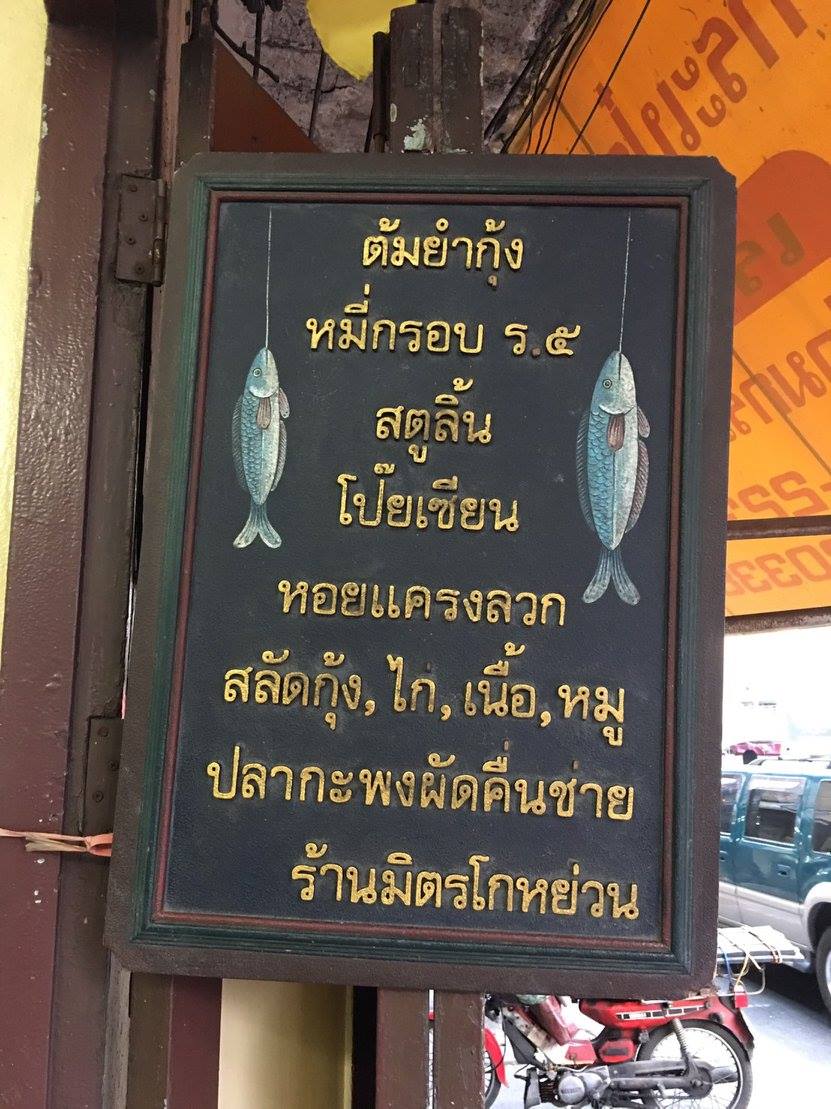 ต้มยำกุ้ง
หมี่กรอบ ร.๕
สตูลิ้น
โป๊ยเซียน
หอยแครงลวก
สลัดกุ้ง, ไก่, เนื้อ, หมู
ปลากะพงผัดคื่นช่าย
ร้านมิตรโกหย่วน